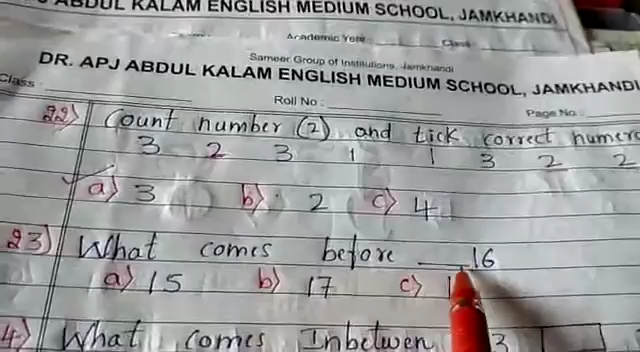 ABDUL KALAM ENGLISH MEDIUM SCHOOL, JAMKHANDI
Academic Year Class
Sameer Group of Institutions, Jamkhandi
DR. APJ ABDUL KALAM ENGLISH MEDIUM SCHOOL, JAMKHANDI
Class : Roll No : Page No :
22) Count number (2) and tick correct numera
3 2 3 1 1 3 2 2
a) 3 b) 2 c) 4
23) What comes before __ 16
a) 15 b) 17 c) 1
4) What comes Inbetwen 3